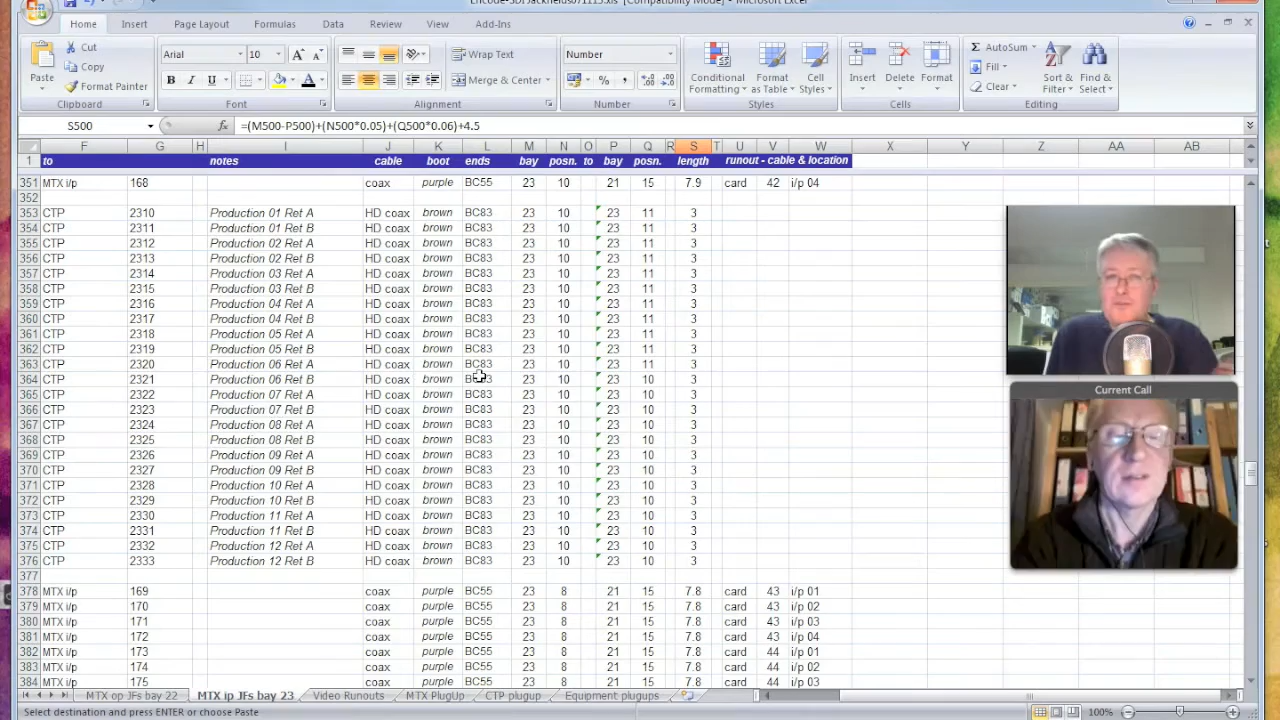 [Compatibility Mode] - Microsoft Excel
Home Insert Page Layout Formulas Data Review View Add-Ins
Paste Cut Copy Format Painter
Arial 10
B I U
Wrap Text
Merge & Center
Number
Conditional Formatting Format as Table Cell Styles
Insert Delete Format
AutoSum Fill Clear
Sort & Filter Find & Select
Clipboard Font Alignment Number Styles Cells Editing
S500 fx =(M500-P500)+(N500*0.05)+(Q500*0.06)+4.5
F G H I J K L M N O P Q R S T U V W X Y Z AA AB
1 to notes cable boot ends bay posn. to bay posn. length runout - cable & location
351 MTX i/p 168 coax purple BC55 23 10 21 15 7.9 card 42 i/p 04
352
353 CTP 2310 Production 01 Ret A HD coax brown BC83 23 10 23 11 3
354 CTP 2311 Production 01 Ret B HD coax brown BC83 23 10 23 11 3
355 CTP 2312 Production 02 Ret A HD coax brown BC83 23 10 23 11 3
356 CTP 2313 Production 02 Ret B HD coax brown BC83 23 10 23 11 3
357 CTP 2314 Production 03 Ret A HD coax brown BC83 23 10 23 11 3
358 CTP 2315 Production 03 Ret B HD coax brown BC83 23 10 23 11 3
359 CTP 2316 Production 04 Ret A HD coax brown BC83 23 10 23 11 3
360 CTP 2317 Production 04 Ret B HD coax brown BC83 23 10 23 11 3
361 CTP 2318 Production 05 Ret A HD coax brown BC83 23 10 23 11 3
362 CTP 2319 Production 05 Ret B HD coax brown BC83 23 10 23 11 3
363 CTP 2320 Production 06 Ret A HD coax brown BC83 23 10 23 11 3
364 CTP 2321 Production 06 Ret B HD coax brown 23 10 23 10 3
365 CTP 2322 Production 07 Ret A HD coax brown BC83 23 10 23 10 3
366 CTP 2323 Production 07 Ret B HD coax brown BC83 23 10 23 10 3
367 CTP 2324 Production 08 Ret A HD coax brown BC83 23 10 23 10 3
368 CTP 2325 Production 08 Ret B HD coax brown BC83 23 10 23 10 3
369 CTP 2326 Production 09 Ret A HD coax brown BC83 23 10 23 10 3
370 CTP 2327 Production 09 Ret B HD coax brown BC83 23 10 23 10 3
371 CTP 2328 Production 10 Ret A HD coax brown BC83 23 10 23 10 3
372 CTP 2329 Production 10 Ret B HD coax brown BC83 23 10 23 10 3
373 CTP 2330 Production 11 Ret A HD coax brown BC83 23 10 23 10 3
374 CTP 2331 Production 11 Ret B HD coax brown BC83 23 10 23 10 3
375 CTP 2332 Production 12 Ret A HD coax brown BC83 23 10 23 10 3
376 CTP 2333 Production 12 Ret B HD coax brown BC83 23 10 23 10 3
377
378 MTX i/p 169 coax purple BC55 23 8 21 15 7.8 card 43 i/p 01
379 MTX i/p 170 coax purple BC55 23 8 21 15 7.8 card 43 i/p 02
380 MTX i/p 171 coax purple BC55 23 8 21 15 7.8 card 43 i/p 03
381 MTX i/p 172 coax purple BC55 23 8 21 15 7.8 card 43 i/p 04
382 MTX i/p 173 coax purple BC55 23 8 21 15 7.8 card 44 i/p 01
383 MTX i/p 174 coax purple BC55 23 8 21 15 7.8 card 44 i/p 02
384 MTX i/p 175 coax purple BC55 23 8 21 15 7.8 card 44 i/p 03
Current Call
MTX op JFs bay 22 MTX ip JFs bay 23 Video Runouts MTX PlugUp CTP plugup Equipment plugups
Select destination and press ENTER or choose Paste 100%